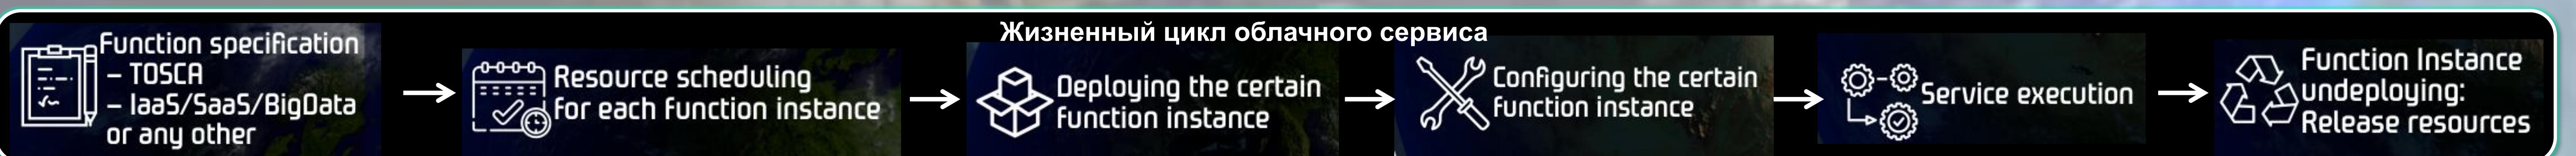 Жизненный цикл облачного сервиса
Function specification
– TOSCA
– IaaS/SaaS/BigData
or any other
Resource scheduling
for each function instance
Deploying the certain
function instance
Configuring the certain
function instance
Service execution
Function Instance
undeploying:
Release resources